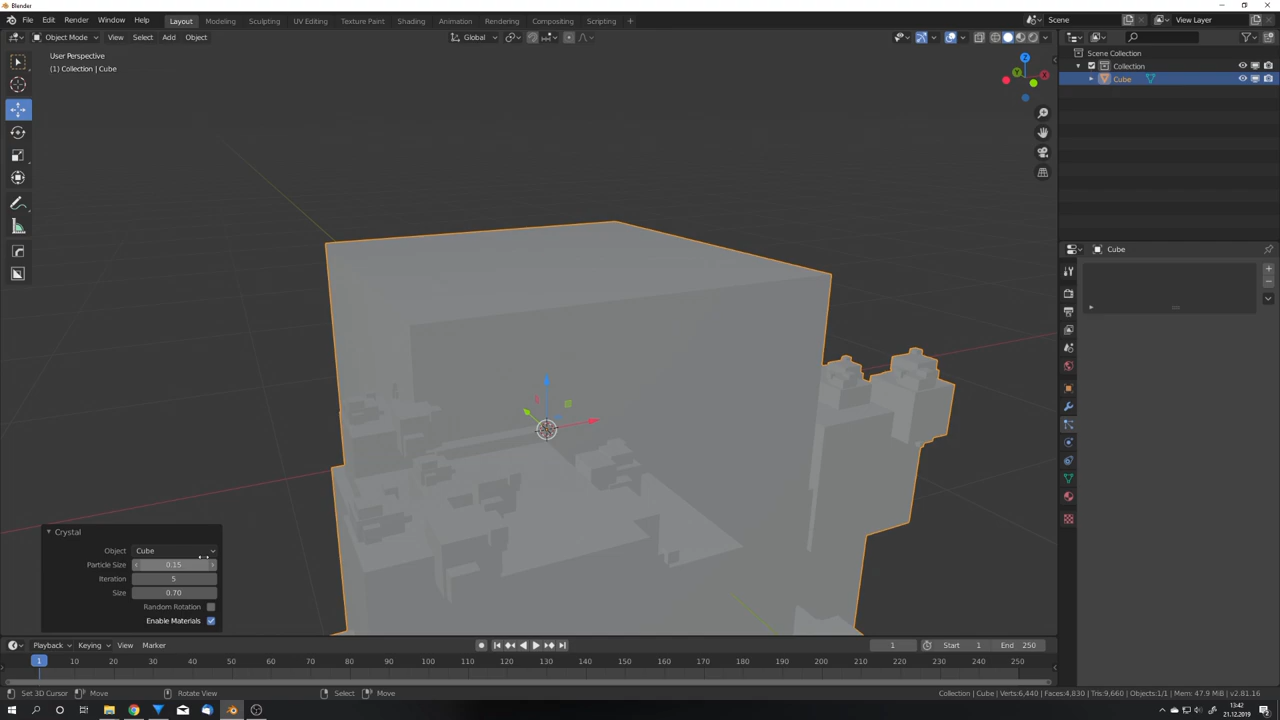 Blender
File Edit Render Window Help Layout Modeling Sculpting UV Editing Texture Paint Shading Animation Rendering Compositing Scripting + Scene View Layer
Object Mode View Select Add Object Global
User Perspective
(1) Collection | Cube
Z
Y
X
Scene Collection
Collection
Cube
Cube
Crystal
Object Cube
Particle Size 0.15
Iteration 5
Size 0.70
Random Rotation
Enable Materials
Playback Keying View Marker 1 Start 1 End 250
1 10 20 30 40 50 60 70 80 90 100 110 120 130 140 150 160 170 180 190 200 210 220 230 240 250
Set 3D Cursor Move Rotate View Select Move Collection | Cube | Verts:6,440 | Faces:4,830 | Tris:9,660 | Objects:1/1 | Mem: 47.9 MiB | v2.81.16
13:42
21.12.2019